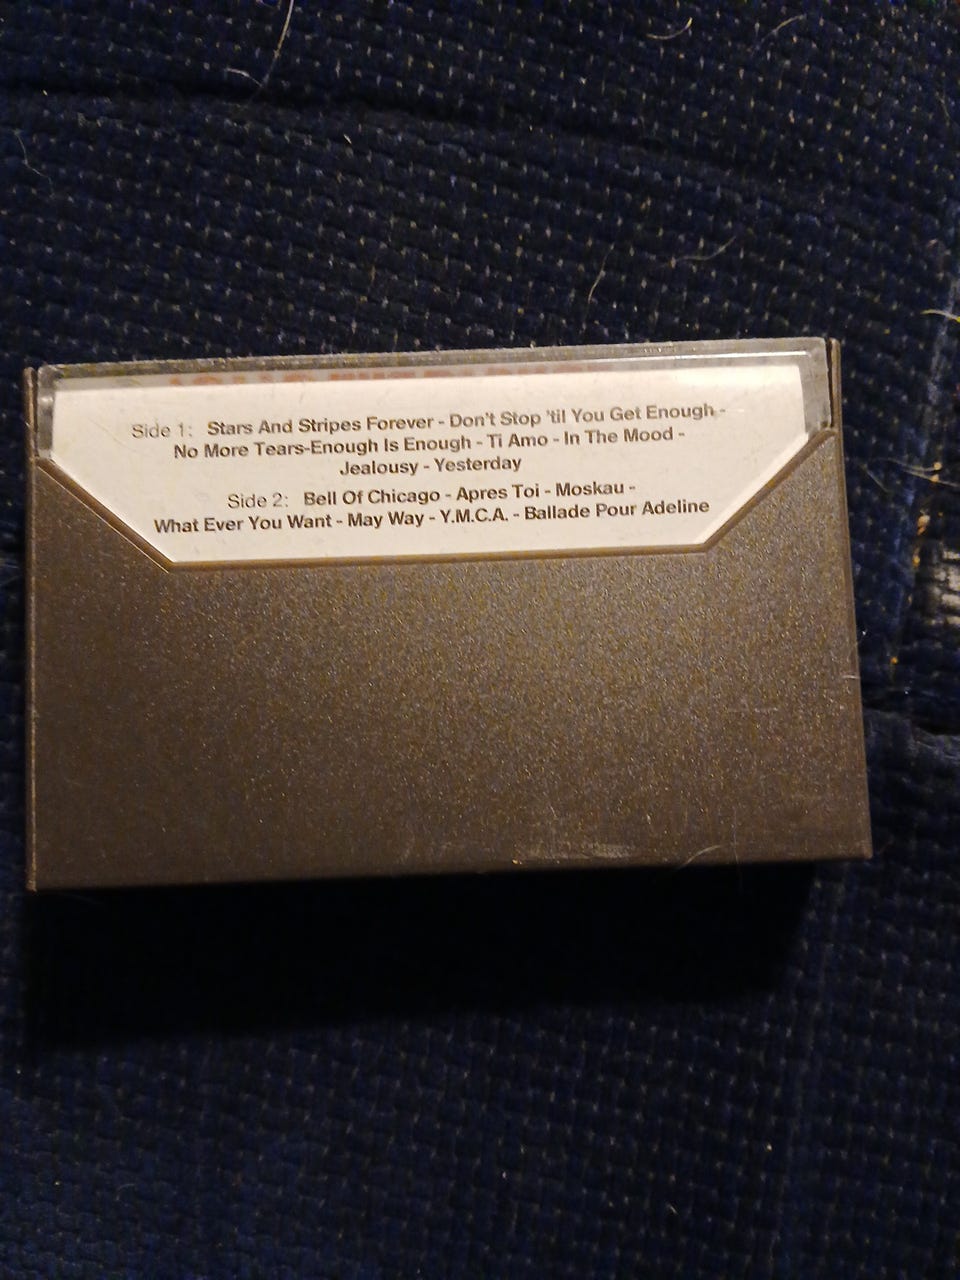 Side 1: Stars And Stripes Forever - Don't Stop 'til You Get Enough -
No More Tears-Enough Is Enough - Ti Amo - In The Mood -
Jealousy - Yesterday
Side 2: Bell Of Chicago - Apres Toi - Moskau -
What Ever You Want - May Way - Y.M.C.A. - Ballade Pour Adeline